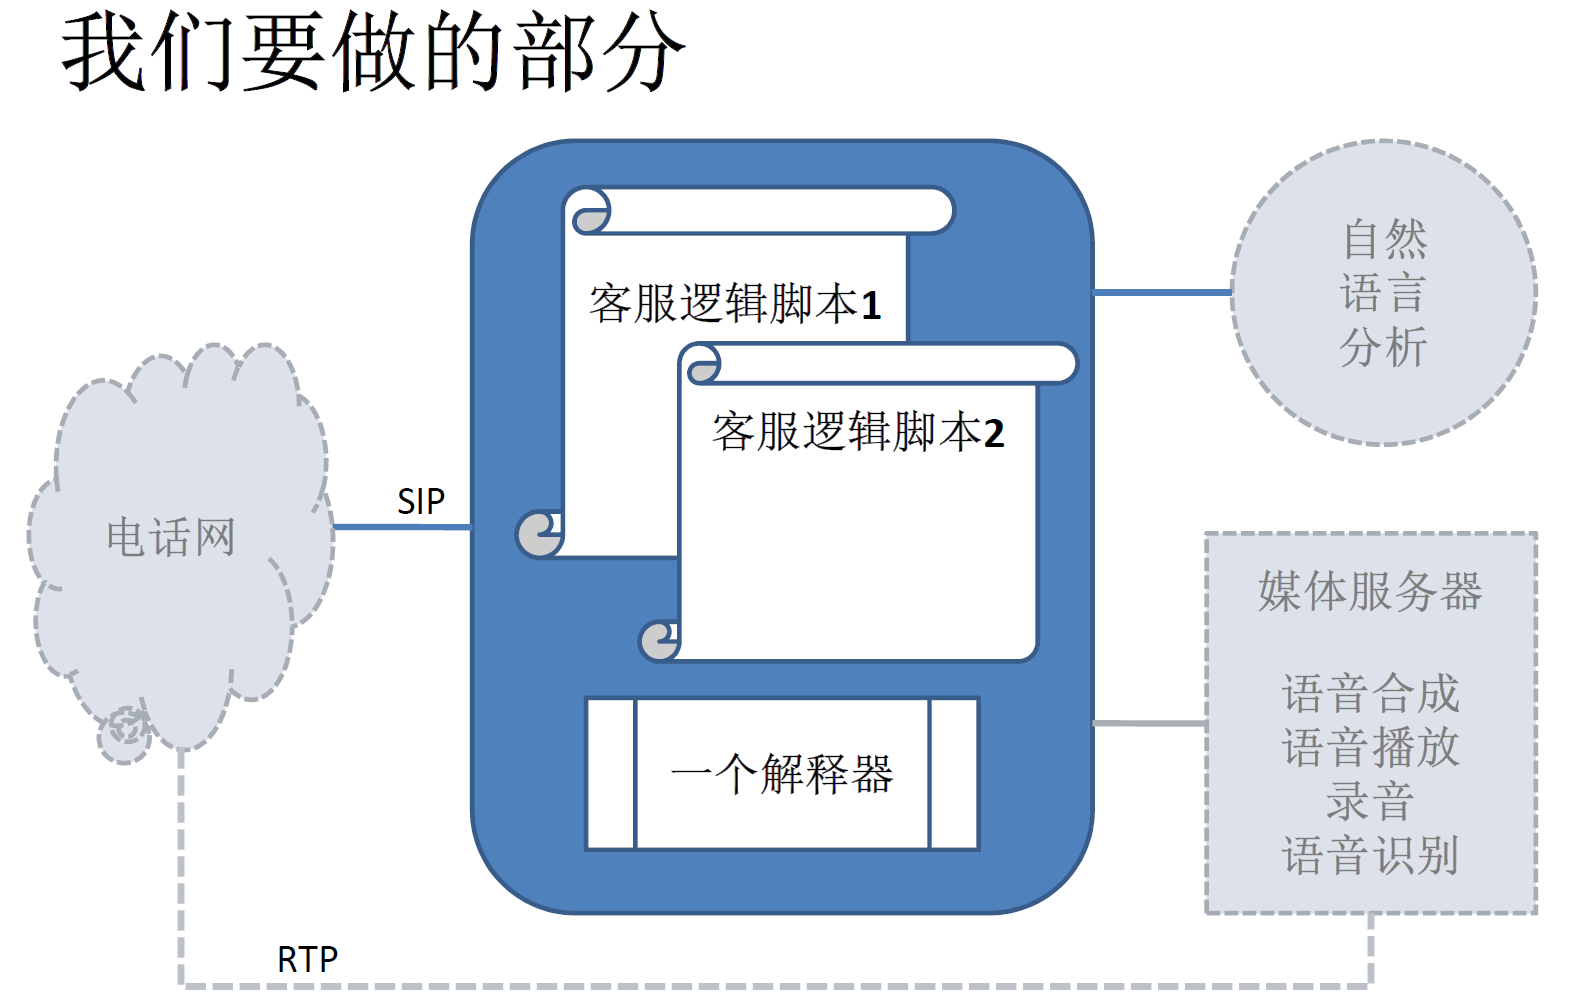 我们要做的部分
客服逻辑脚本1
客服逻辑脚本2
一个解释器
电话网
SIP
RTP
自然
语言
分析
媒体服务器
语音合成
语音播放
录音
语音识别